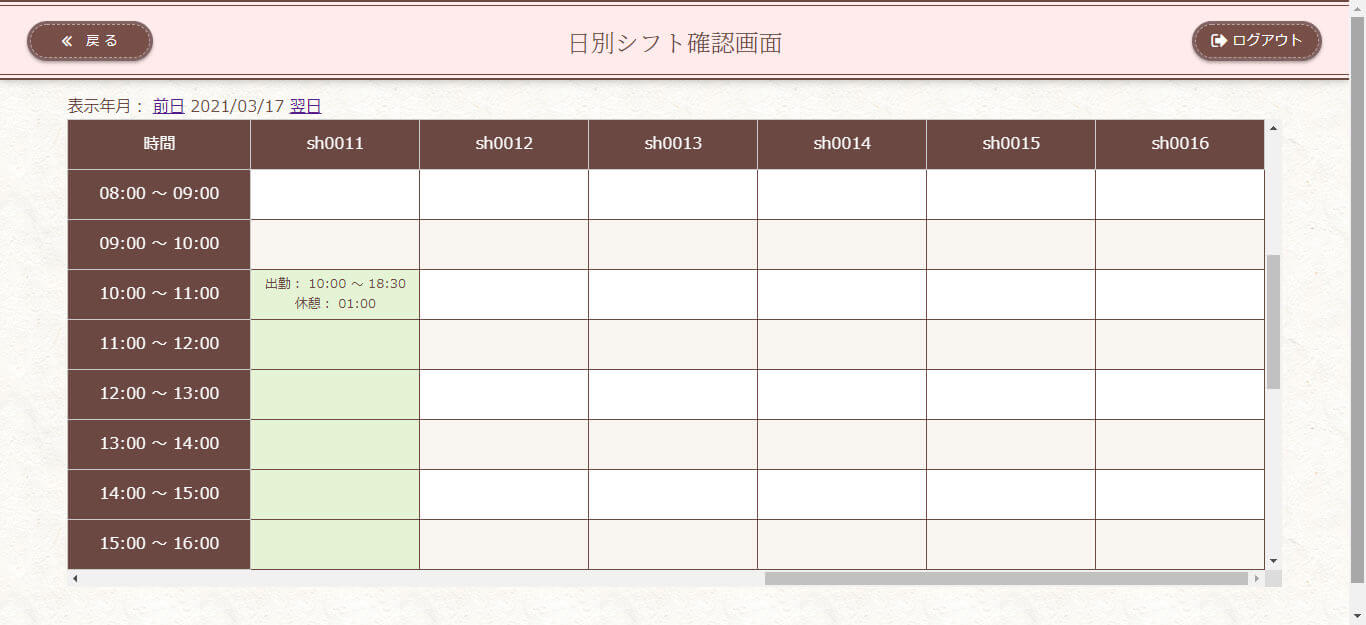 戻る
日別シフト確認画面
ログアウト
表示年月： 前日 2021/03/17 翌日
時間 sh0011 sh0012 sh0013 sh0014 sh0015 sh0016
08:00 ～ 09:00
09:00 ～ 10:00
10:00 ～ 11:00 出勤： 10:00 ～ 18:30
休憩： 01:00
11:00 ～ 12:00
12:00 ～ 13:00
13:00 ～ 14:00
14:00 ～ 15:00
15:00 ～ 16:00